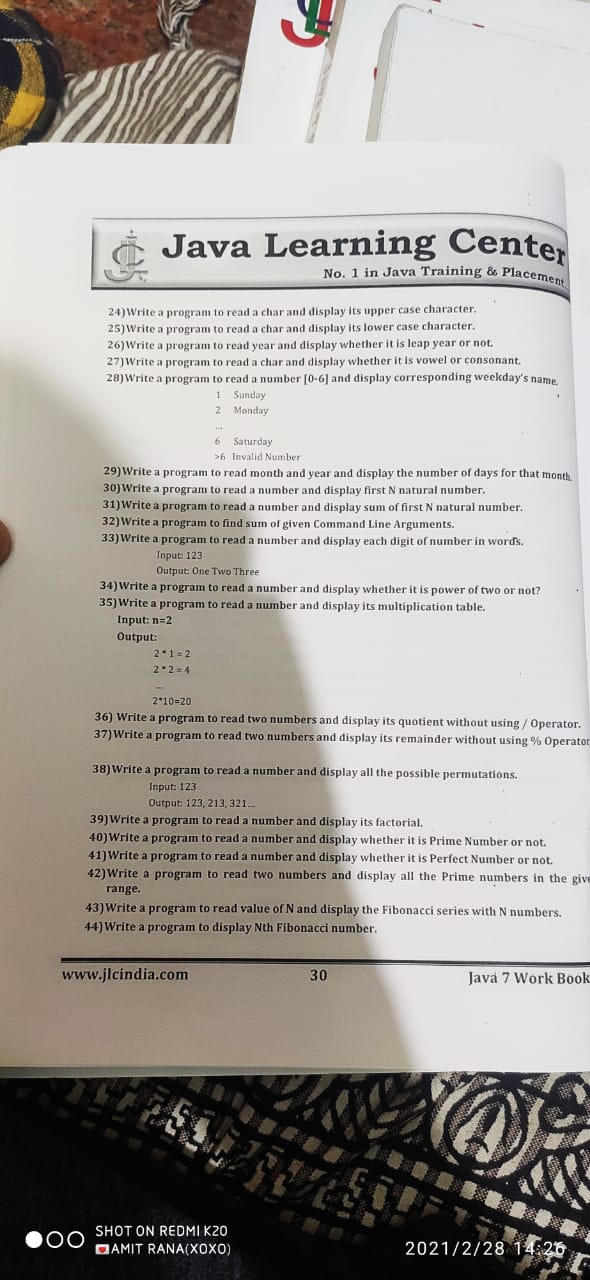 Java Learning Center
No. 1 in Java Training & Placement
24)Write a program to read a char and display its upper case character.
25)Write a program to read a char and display its lower case character.
26)Write a program to read year and display whether it is leap year or not.
27)Write a program to read a char and display whether it is vowel or consonant.
28)Write a program to read a number [0-6] and display corresponding weekday's name.
1 Sunday
2 Monday
...
6 Saturday
>6 Invalid Number
29)Write a program to read month and year and display the number of days for that month.
30)Write a program to read a number and display first N natural number.
31)Write a program to read a number and display sum of first N natural number.
32)Write a program to find sum of given Command Line Arguments.
33)Write a program to read a number and display each digit of number in words.
Input: 123
Output: One Two Three
34)Write a program to read a number and display whether it is power of two or not?
35)Write a program to read a number and display its multiplication table.
Input: n=2
Output:
2*1=2
2*2=4
...
2*10=20
36) Write a program to read two numbers and display its quotient without using / Operator.
37)Write a program to read two numbers and display its remainder without using % Operator
38)Write a program to read a number and display all the possible permutations.
Input: 123
Output: 123, 213, 321...
39)Write a program to read a number and display its factorial.
40)Write a program to read a number and display whether it is Prime Number or not.
41)Write a program to read a number and display whether it is Perfect Number or not.
42)Write a program to read two numbers and display all the Prime numbers in the give
range.
43)Write a program to read value of N and display the Fibonacci series with N numbers.
44)Write a program to display Nth Fibonacci number.
www.jlcindia.com 30 Java 7 Work Book
SHOT ON REDMI K20
AMIT RANA(XOXO)
2021/2/28 14:26